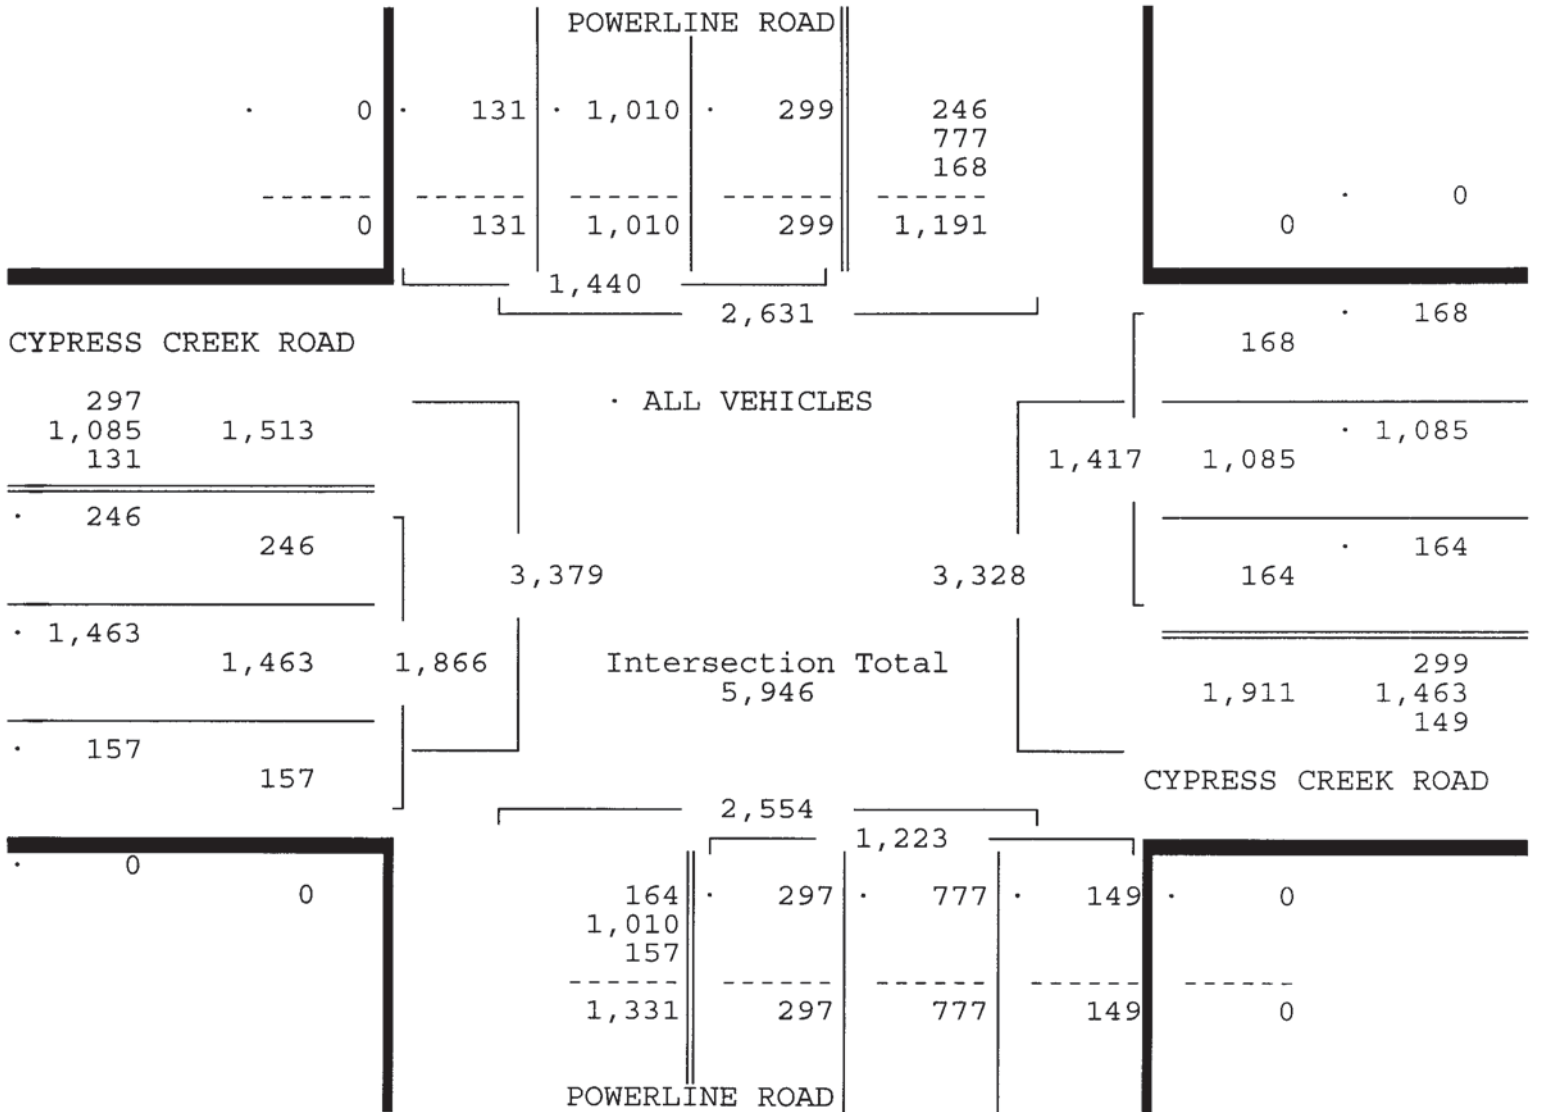 POWERLINE ROAD
· 0 · 131 · 1,010 · 299 246
777
168
------ ------ ------ ------ ------
· 0
0 131 1,010 299 1,191 0
1,440
2,631
· 168
CYPRESS CREEK ROAD 168
297 · ALL VEHICLES
1,085 1,513 · 1,085
131 1,417 1,085
· 246
246 · 164
3,379 3,328 164
· 1,463
1,463 1,866 Intersection Total 299
5,946 1,911 1,463
149
· 157
157 CYPRESS CREEK ROAD
2,554
1,223
· 0
0 164 · 297 · 777 · 149 · 0
1,010
157
------ ------ ------ ------ ------
1,331 297 777 149 0
POWERLINE ROAD